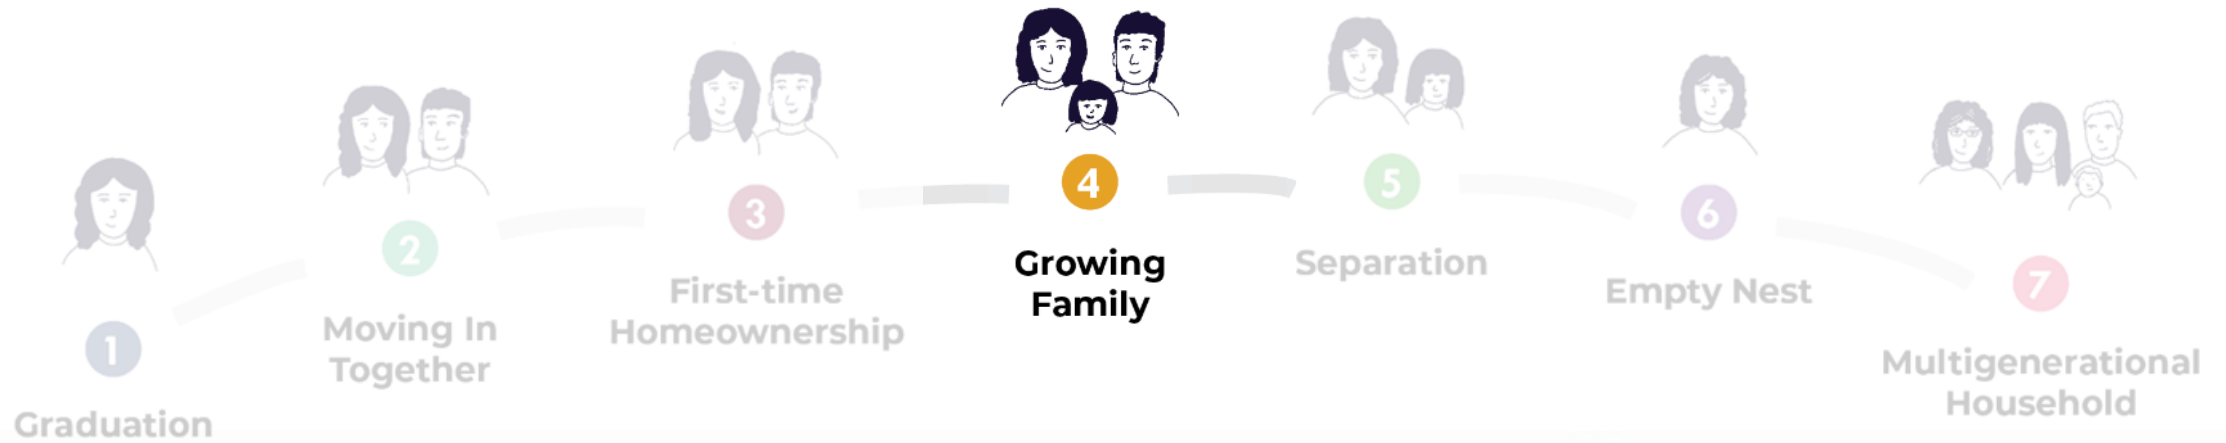 1
Graduation
2
Moving In
Together
3
First-time
Homeownership
4
Growing
Family
5
Separation
6
Empty Nest
7
Multigenerational
Household